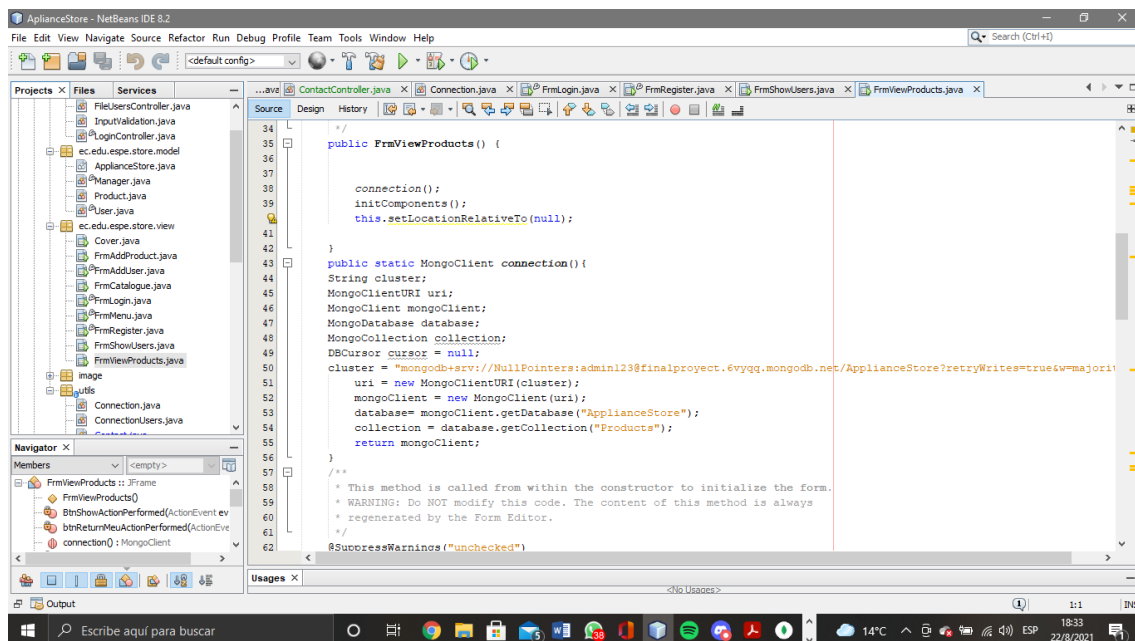 ApplianceStore - NetBeans IDE 8.2
File Edit View Navigate Source Refactor Run Debug Profile Team Tools Window Help
Search (Ctrl+I)
<default config>
Projects Files Services
...ava ContactController.java Connection.java FrmLogin.java FrmRegister.java FrmShowUsers.java FrmViewProducts.java
Source Design History
FileUsersController.java
InputValidation.java
LoginController.java
ec.edu.espe.store.model
ApplianceStore.java
Manager.java
Product.java
User.java
ec.edu.espe.store.view
Cover.java
FrmAddProduct.java
FrmAddUser.java
FrmCatalogue.java
FrmLogin.java
FrmMenu.java
FrmRegister.java
FrmShowUsers.java
FrmViewProducts.java
image
utils
Connection.java
ConnectionUsers.java
Navigator
Members <empty>
FrmViewProducts :: JFrame
FrmViewProducts()
BtnShowActionPerformed(ActionEvent ev
btnReturnMeuActionPerformed(ActionEve
connection() : MongoClient
34 */
35 public FrmViewProducts() {
36
37
38 connection();
39 initComponents();
this.setLocationRelativeTo(null);
41
42 }
43 public static MongoClient connection(){
44 String cluster;
45 MongoClientURI uri;
46 MongoClient mongoClient;
47 MongoDatabase database;
48 MongoCollection collection;
49 DBCursor cursor = null;
50 cluster = "mongodb+srv://NullPointers:admin123@finalproyect.6vyqq.mongodb.net/ApplianceStore?retryWrites=true&w=majorit
51 uri = new MongoClientURI(cluster);
52 mongoClient = new MongoClient(uri);
53 database= mongoClient.getDatabase("ApplianceStore");
54 collection = database.getCollection("Products");
55 return mongoClient;
56 }
57 /**
58 * This method is called from within the constructor to initialize the form.
59 * WARNING: Do NOT modify this code. The content of this method is always
60 * regenerated by the Form Editor.
61 */
62 @SuppressWarnings("unchecked")
Usages
<No Usages>
Output
1
1:1
INS
Escribe aquí para buscar
5
38
14°C
ESP
18:33
22/8/2021